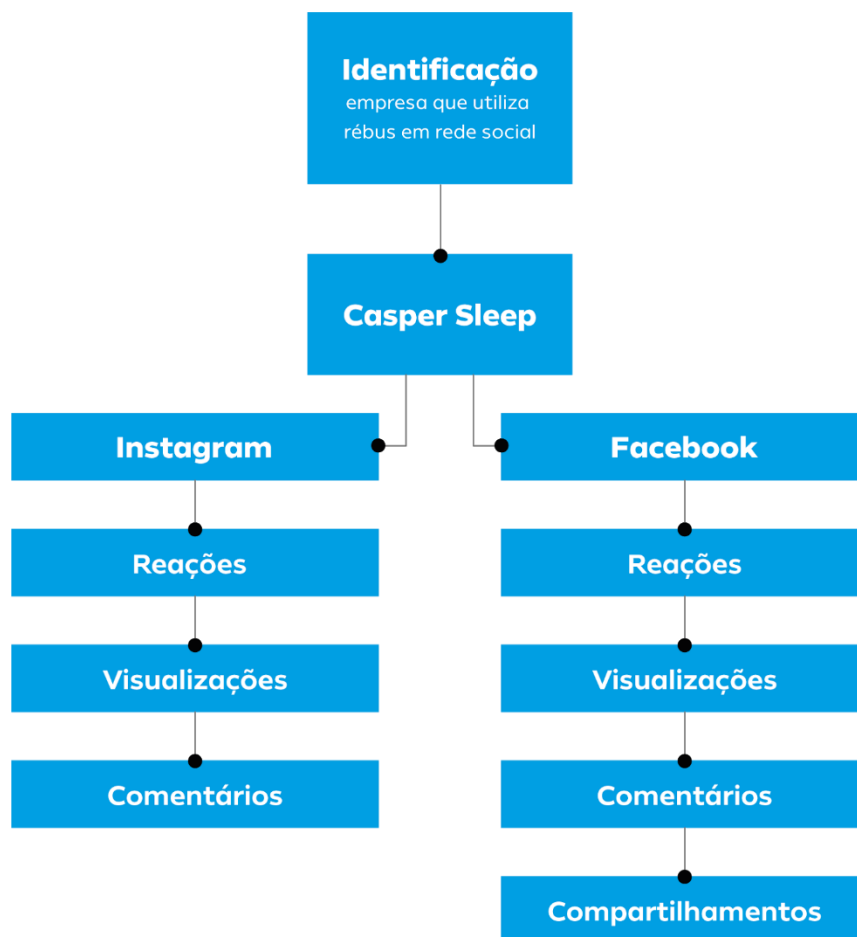 Identificação
empresa que utiliza
rébus em rede social
Casper Sleep
Instagram
Reações
Visualizações
Comentários
Facebook
Reações
Visualizações
Comentários
Compartilhamentos